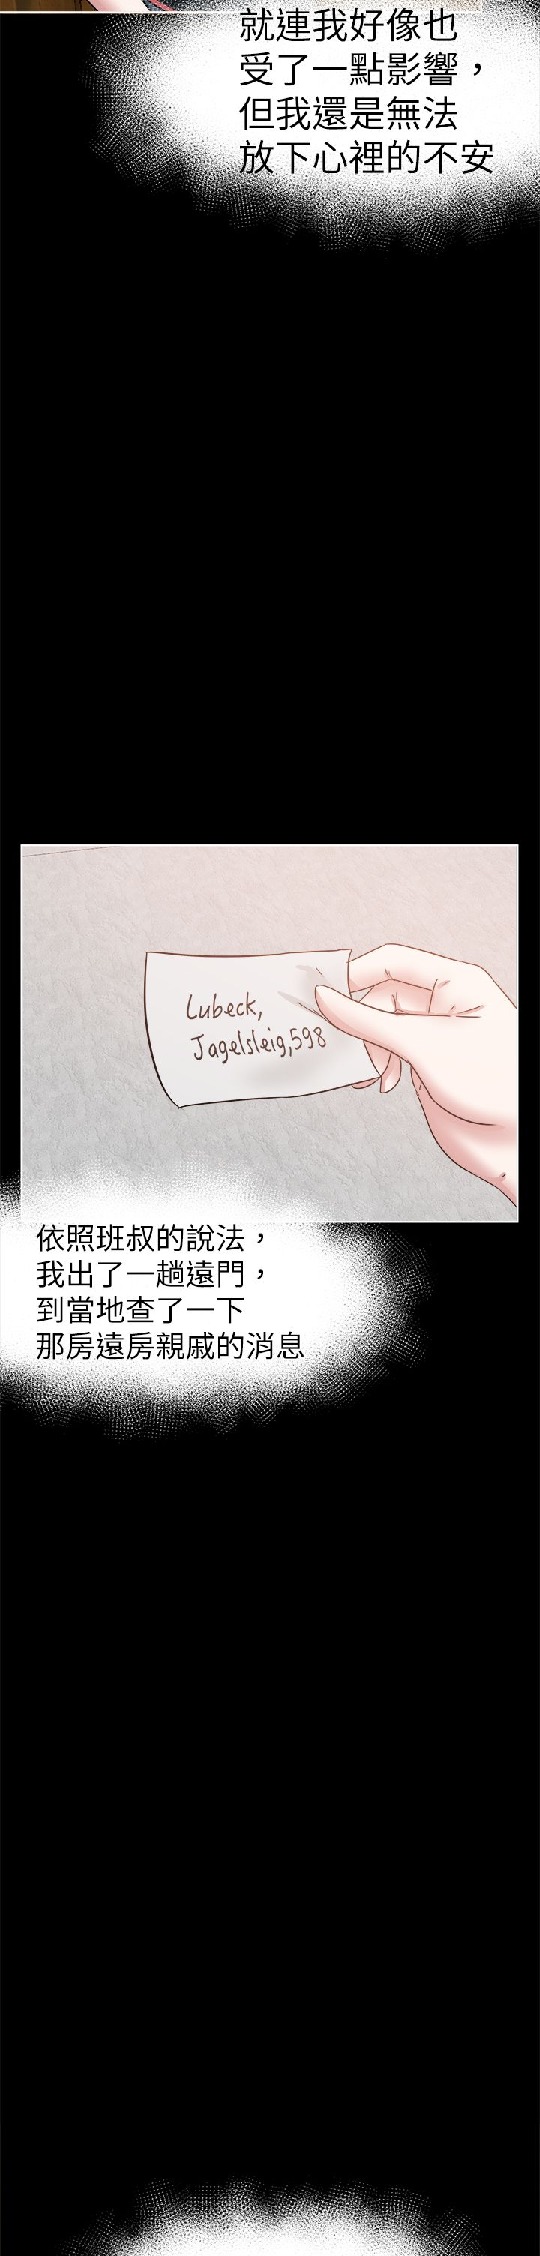 就連我好像也
受了一點影響，
但我還是無法
放下心裡的不安
Lubeck,
Jagelsleig,598
依照班叔的說法，
我出了一趟遠門，
到當地查了一下
那房遠房親戚的消息